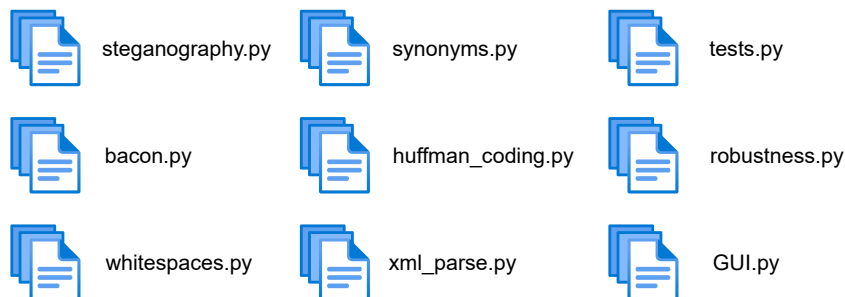 steganography.py
synonyms.py
tests.py
bacon.py
huffman_coding.py
robustness.py
whitespaces.py
xml_parse.py
GUI.py